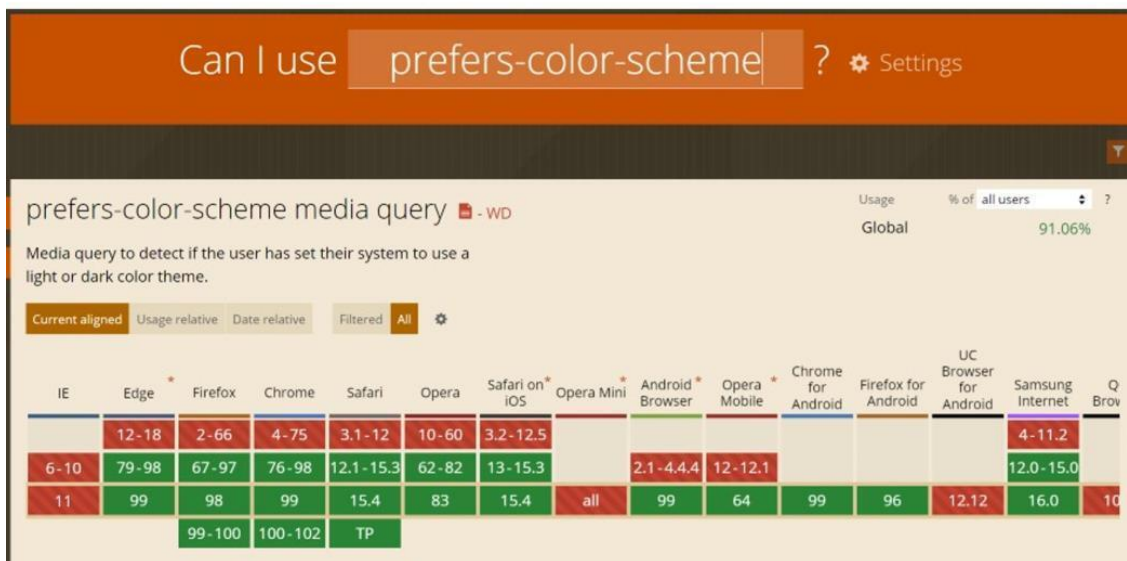 Can I use prefers-color-scheme ? Settings
prefers-color-scheme media query - WD
Usage % of all users ?
Global 91.06%
Media query to detect if the user has set their system to use a
light or dark color theme.
Current aligned Usage relative Date relative Filtered All
IE Edge * Firefox Chrome Safari Opera Safari on iOS * Opera Mini * Android Browser * Opera Mobile * Chrome for Android Firefox for Android UC Browser for Android Samsung Internet
12-18 2-66 4-75 3.1-12 10-60 3.2-12.5 4-11.2
6-10 79-98 67-97 76-98 12.1-15.3 62-82 13-15.3 2.1-4.4.4 12-12.1 12.0-15.0
11 99 98 99 15.4 83 15.4 all 99 64 99 96 12.12 16.0 10
99-100 100-102 TP